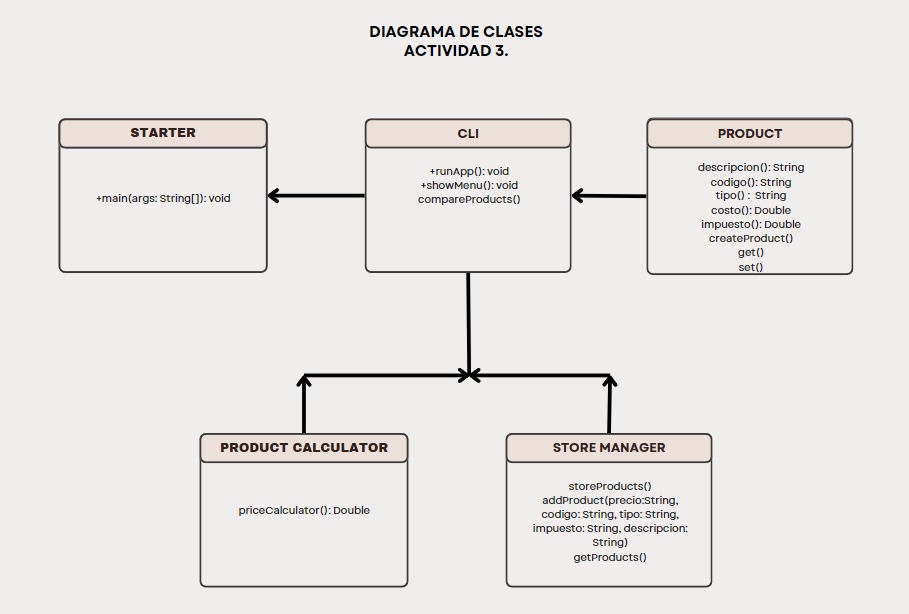 DIAGRAMA DE CLASES
ACTIVIDAD 3.
STARTER
+main(args: String[]): void
CLI
+runApp(): void
+showMenu(): void
compareProducts()
PRODUCT
descripcion(): String
codigo(): String
tipo() :  String
costo(): Double
impuesto(): Double
createProduct()
get()
set()
PRODUCT CALCULATOR
priceCalculator(): Double
STORE MANAGER
storeProducts()
addProduct(precio:String,
codigo: String, tipo: String,
impuesto: String, descripcion:
String)
getProducts()